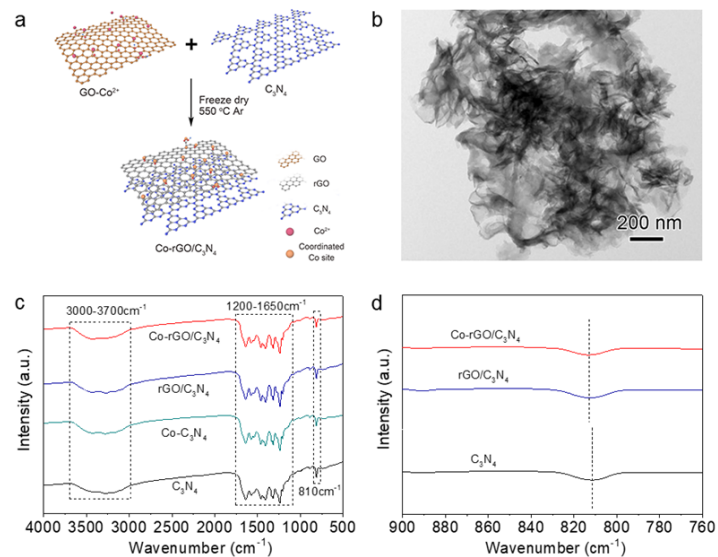 a
GO-Co²⁺
+
C₃N₄
Freeze dry
550 °C Ar
Co-rGO/C₃N₄
GO
rGO
C₃N₄
Co²⁺
Coordinated
Co site
b
200 nm
c
3000-3700cm⁻¹
1200-1650cm⁻¹
Co-rGO/C₃N₄
rGO/C₃N₄
Co-C₃N₄
C₃N₄
810cm⁻¹
Intensity (a.u.)
4000 3500 3000 2500 2000 1500 1000 500
Wavenumber (cm⁻¹)
d
Co-rGO/C₃N₄
rGO/C₃N₄
C₃N₄
Intensity (a.u.)
900 880 860 840 820 800 780 760
Wavenumber (cm⁻¹)